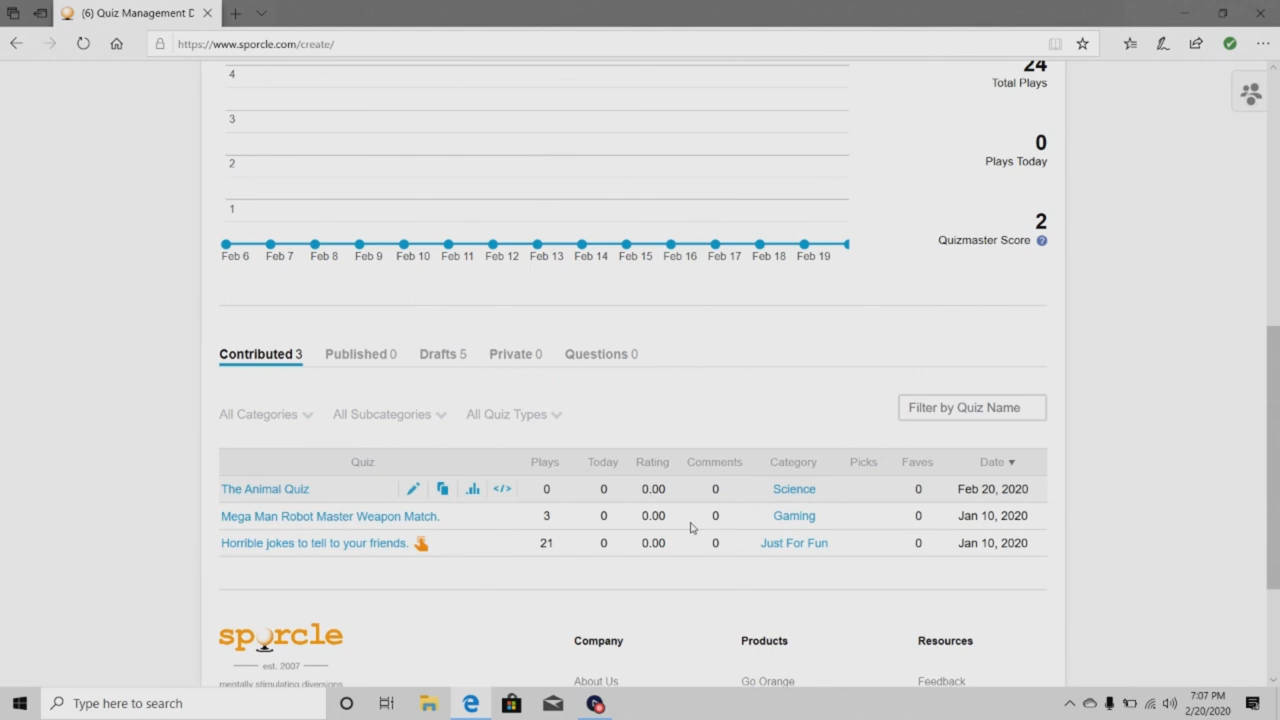 (6) Quiz Management D
https://www.sporcle.com/create/
4
3
2
1
Feb 6 Feb 7 Feb 8 Feb 9 Feb 10 Feb 11 Feb 12 Feb 13 Feb 14 Feb 15 Feb 16 Feb 17 Feb 18 Feb 19
24
Total Plays
0
Plays Today
2
Quizmaster Score ?
Contributed 3 Published 0 Drafts 5 Private 0 Questions 0
All Categories All Subcategories All Quiz Types Filter by Quiz Name
Quiz Plays Today Rating Comments Category Picks Faves Date
The Animal Quiz </> 0 0 0.00 0 Science 0 Feb 20, 2020
Mega Man Robot Master Weapon Match. 3 0 0.00 0 Gaming 0 Jan 10, 2020
Horrible jokes to tell to your friends. 21 0 0.00 0 Just For Fun 0 Jan 10, 2020
sporcle
est. 2007
mentally stimulating diversions
Company Products Resources
About Us Go Orange Feedback
Type here to search
7:07 PM
2/20/2020